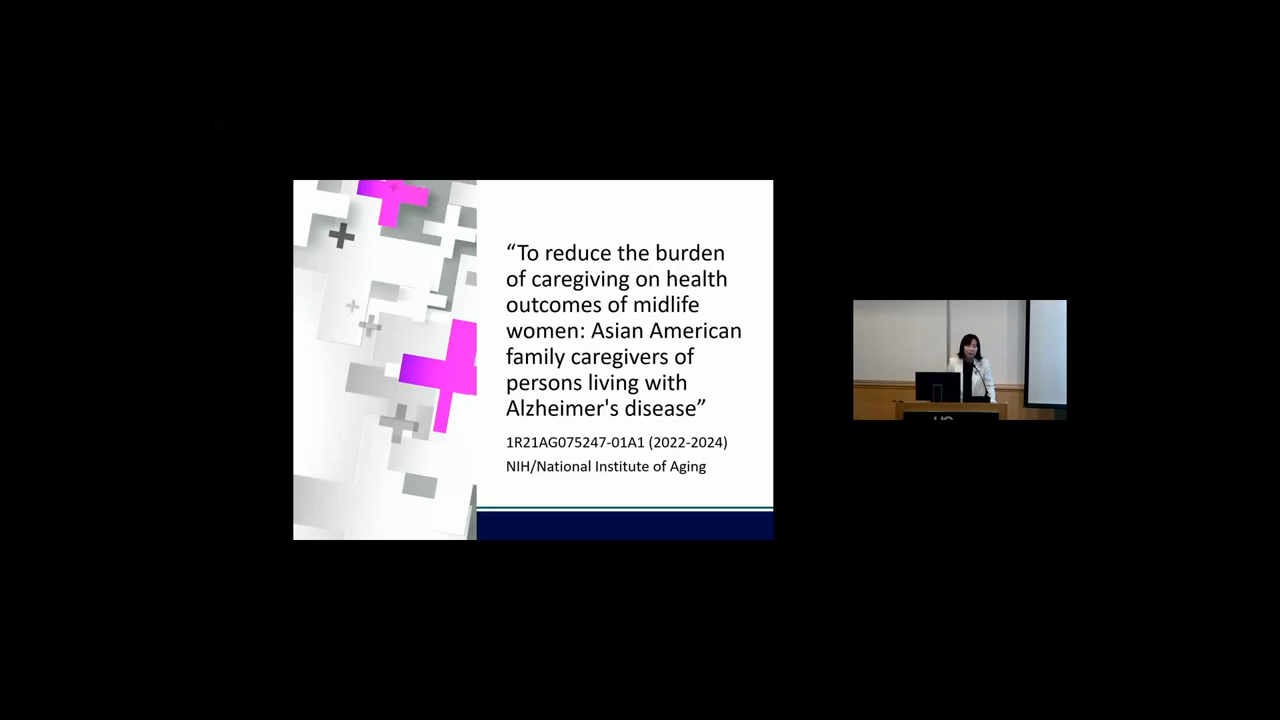 “To reduce the burden
of caregiving on health
outcomes of midlife
women: Asian American
family caregivers of
persons living with
Alzheimer's disease”
1R21AG075247-01A1 (2022-2024)
NIH/National Institute of Aging